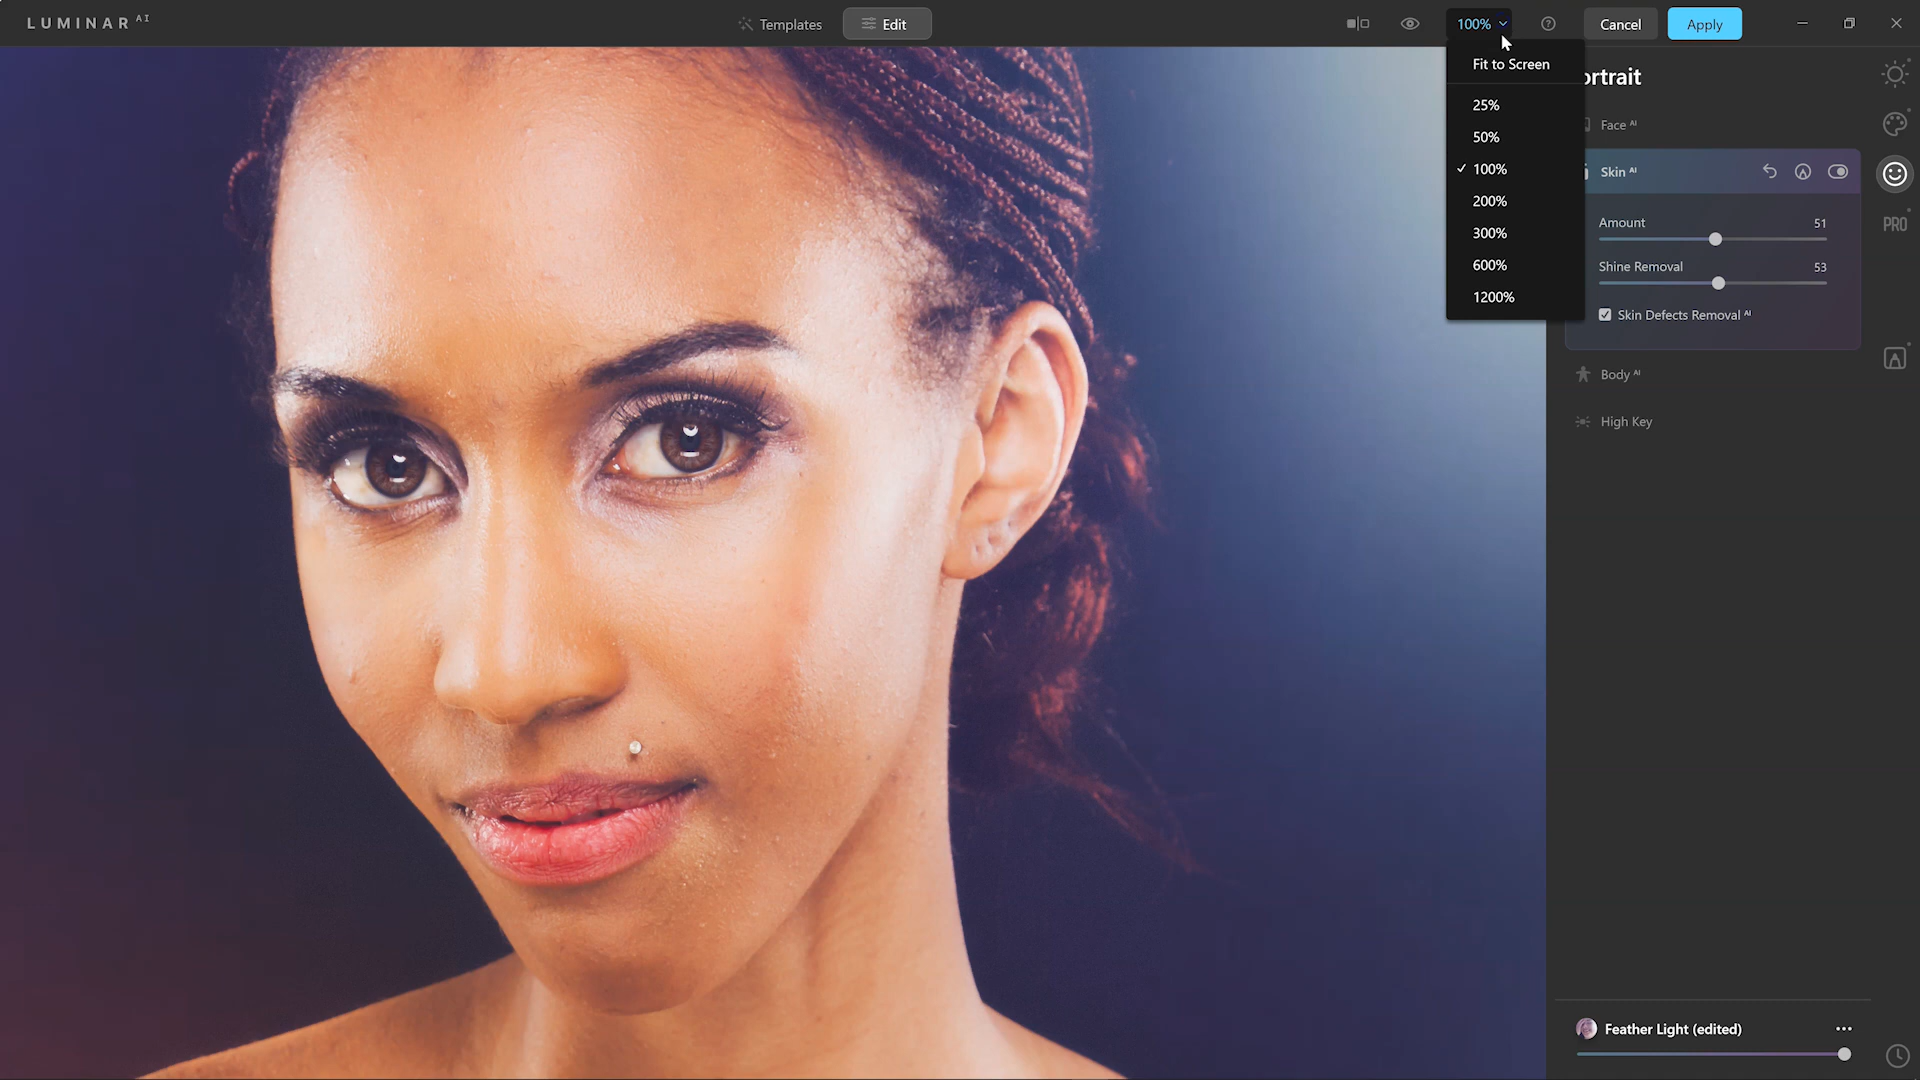 LUMINAR AI
Templates
Edit
100%
Cancel
Apply
Fit to Screen
25%
50%
100%
200%
300%
600%
1200%
ortrait
Face AI
Skin AI
Amount 51
Shine Removal 53
Skin Defects Removal AI
Body AI
High Key
PRO
Feather Light (edited)